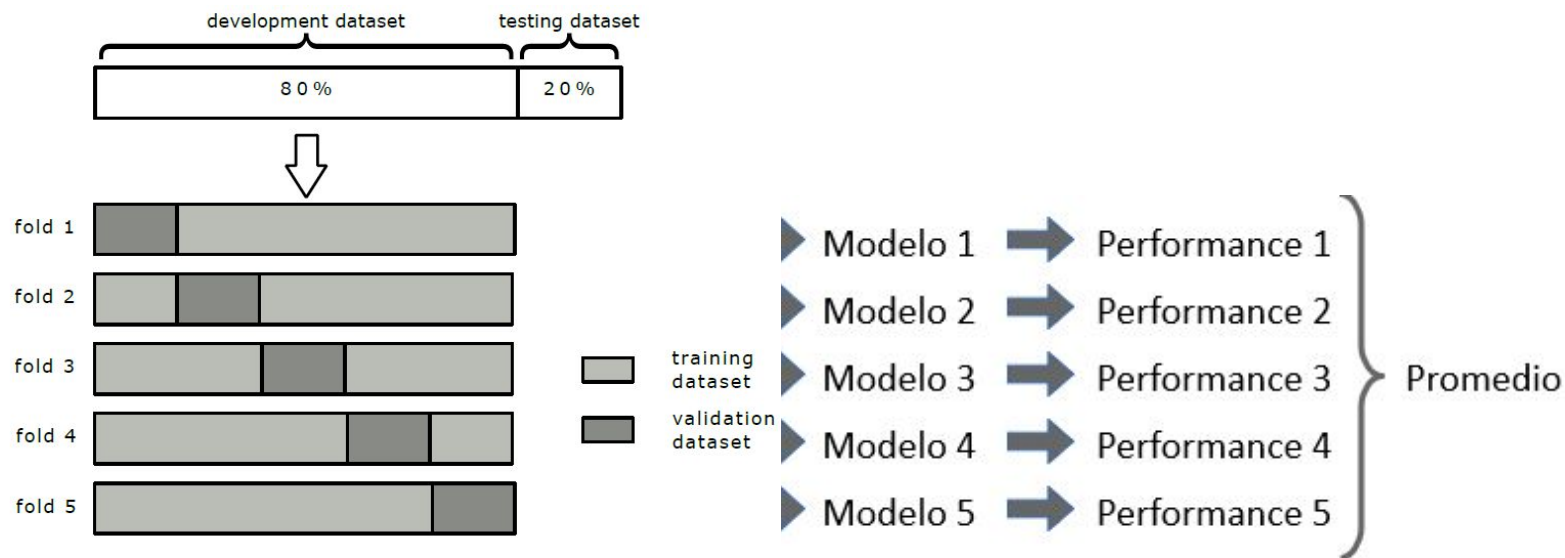 development dataset
testing dataset
80%
20%
fold 1
fold 2
fold 3
fold 4
fold 5
training
dataset
validation
dataset
Modelo 1
Performance 1
Modelo 2
Performance 2
Modelo 3
Performance 3
Modelo 4
Performance 4
Modelo 5
Performance 5
Promedio